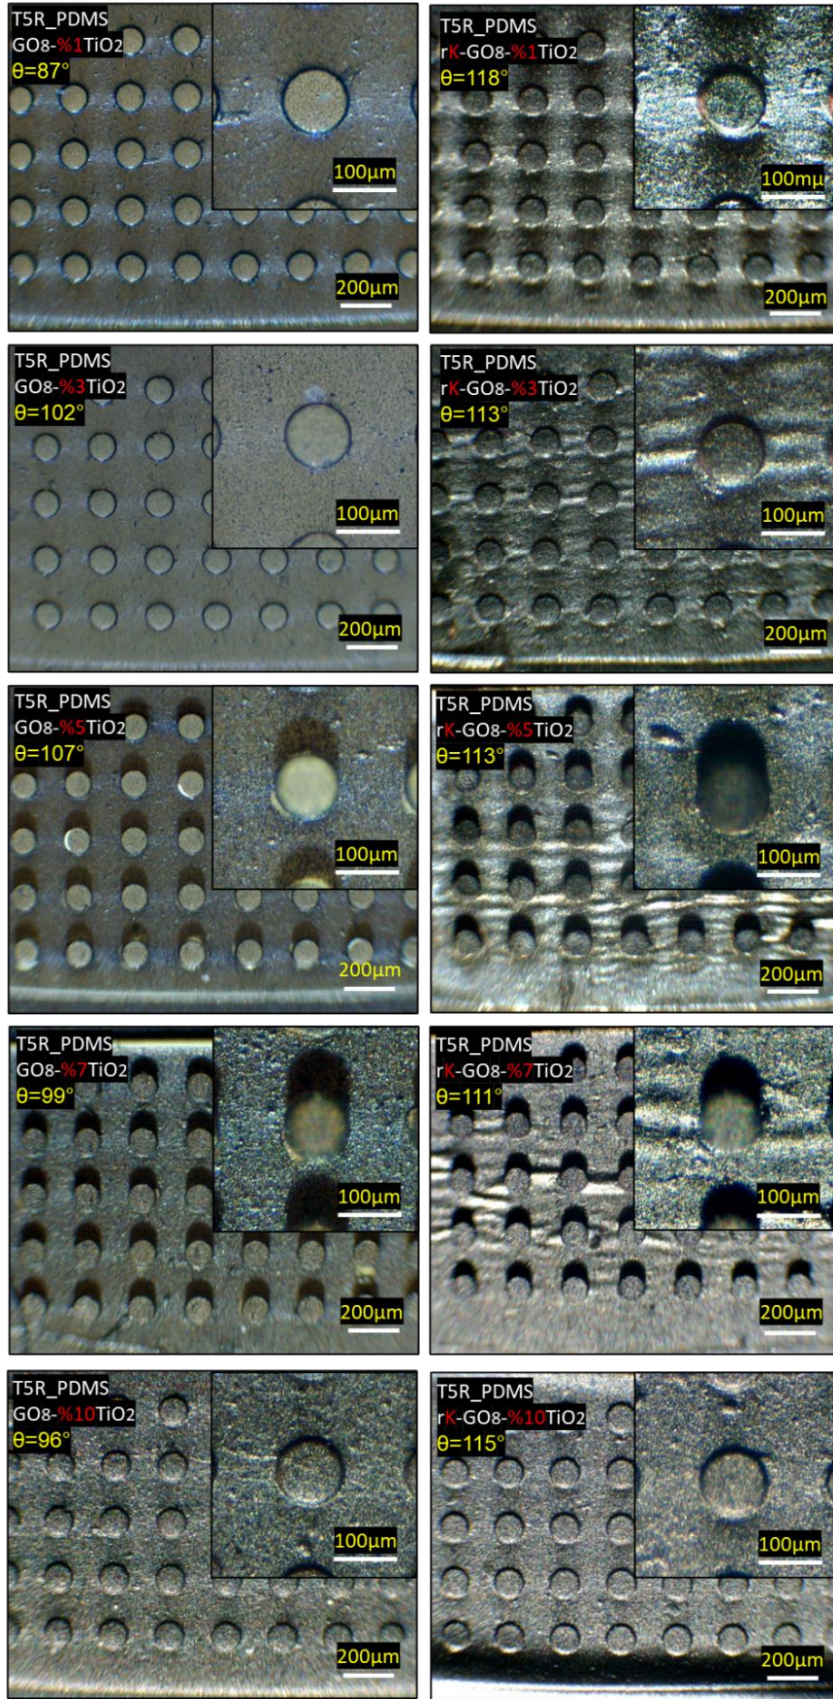 T5R_PDMS
GO8-%1TiO2
θ=87°
100µm
200µm
T5R_PDMS
rK-GO8-%1TiO2
θ=118°
100mµ
200µm
T5R_PDMS
GO8-%3TiO2
θ=102°
100µm
200µm
T5R_PDMS
rK-GO8-%3TiO2
θ=113°
100µm
200µm
T5R_PDMS
GO8-%5TiO2
θ=107°
100µm
200µm
T5R_PDMS
rK-GO8-%5TiO2
θ=113°
100µm
200µm
T5R_PDMS
GO8-%7TiO2
θ=99°
100µm
200µm
T5R_PDMS
rK-GO8-%7TiO2
θ=111°
100µm
200µm
T5R_PDMS
GO8-%10TiO2
θ=96°
100µm
200µm
T5R_PDMS
rK-GO8-%10TiO2
θ=115°
100µm
200µm